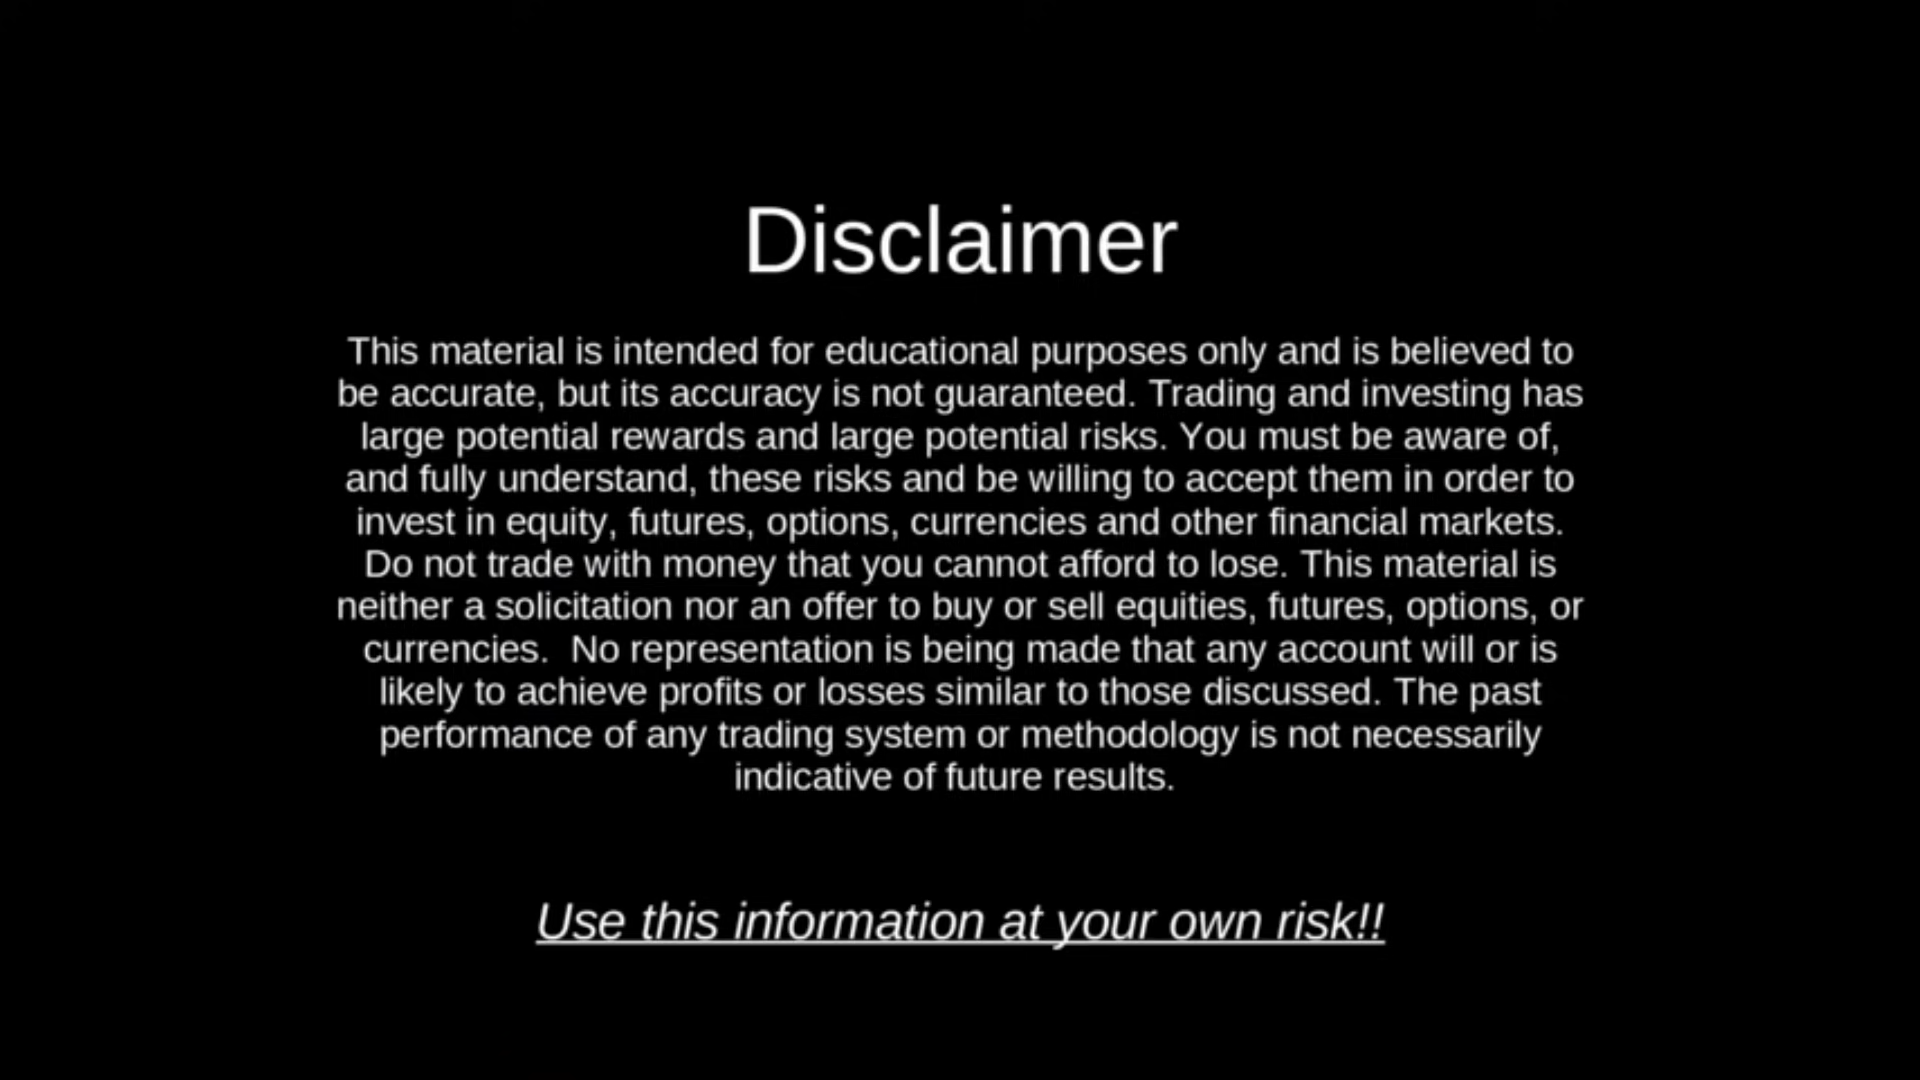 Disclaimer
This material is intended for educational purposes only and is believed to
be accurate, but its accuracy is not guaranteed. Trading and investing has
large potential rewards and large potential risks. You must be aware of,
and fully understand, these risks and be willing to accept them in order to
invest in equity, futures, options, currencies and other financial markets.
Do not trade with money that you cannot afford to lose. This material is
neither a solicitation nor an offer to buy or sell equities, futures, options, or
currencies.  No representation is being made that any account will or is
likely to achieve profits or losses similar to those discussed. The past
performance of any trading system or methodology is not necessarily
indicative of future results.
Use this information at your own risk!!